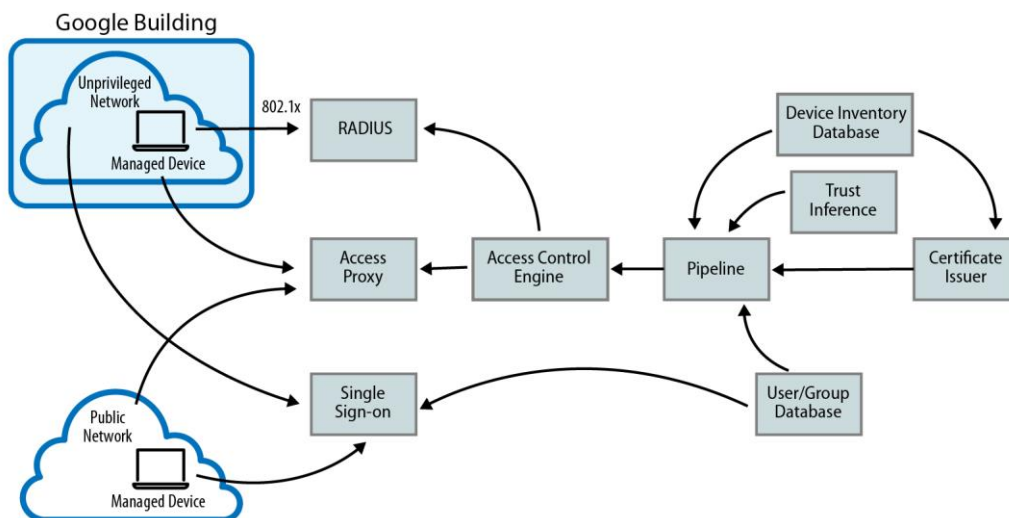 Google Building
Unprivileged
Network
Managed Device
802.1x
RADIUS
Device Inventory
Database
Trust
Inference
Access
Proxy
Access Control
Engine
Pipeline
Certificate
Issuer
Single
Sign-on
User/Group
Database
Public
Network
Managed Device